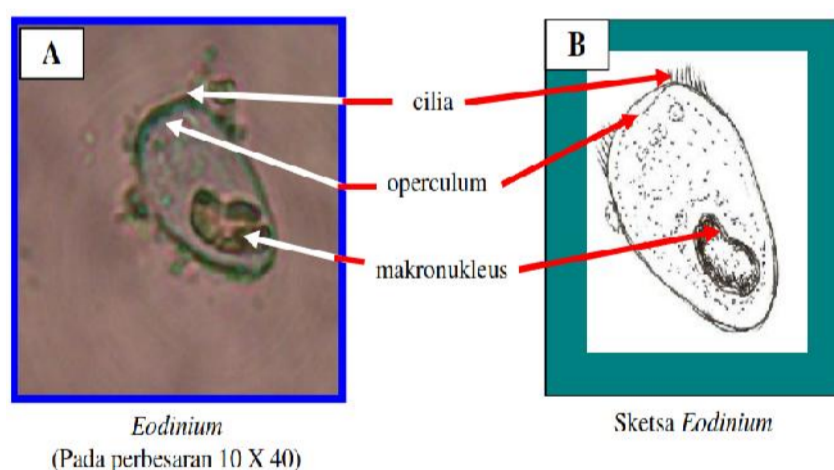 A
B
cilia
operculum
makronukleus
Eodinium
(Pada perbesaran 10 X 40)
Sketsa Eodinium